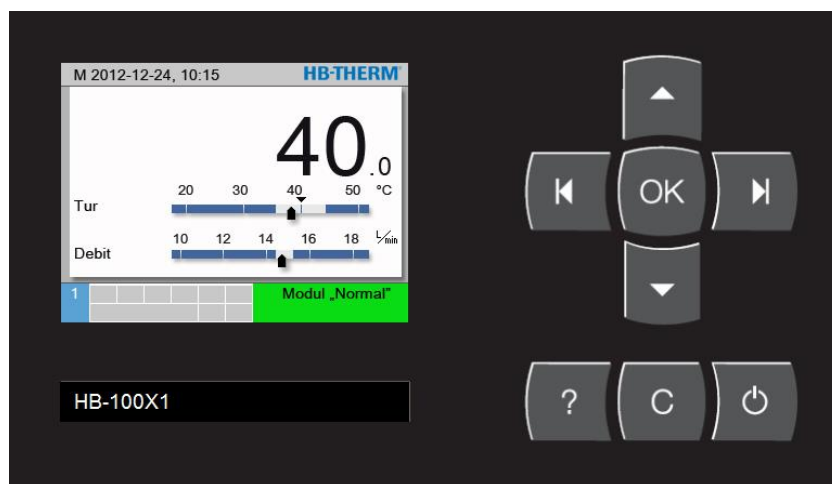 M 2012-12-24, 10:15 HB-THERM®
40.0
20 30 40 50 °C
Tur
10 12 14 16 18 L/min
Debit
1 Modul „Normal”
OK
HB-100X1
? C